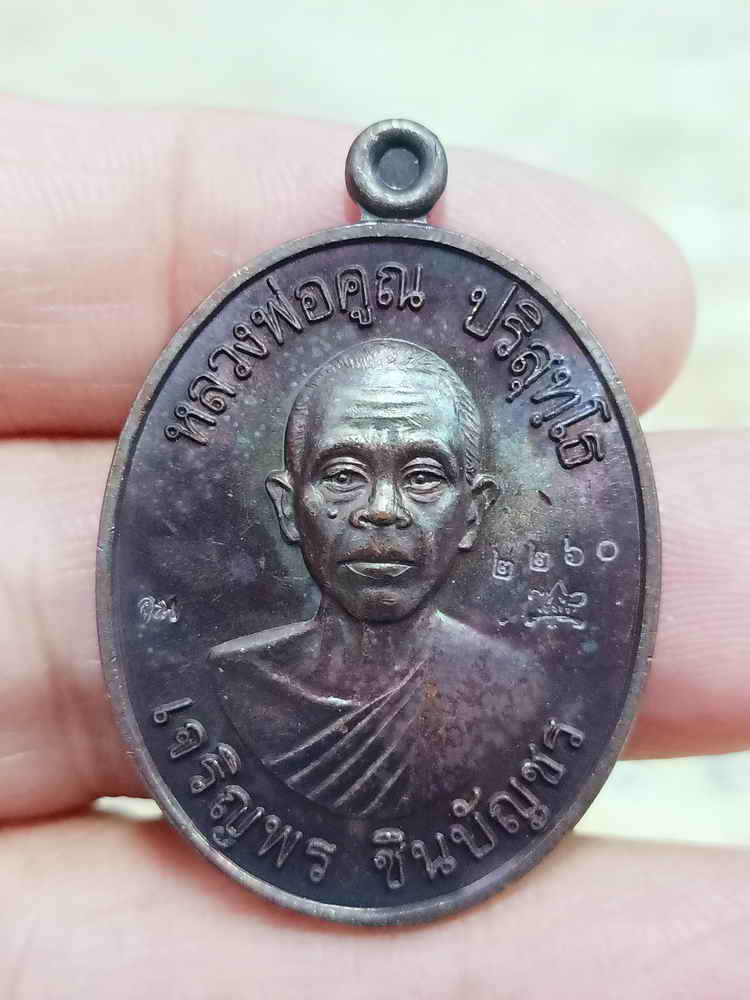 หลวงพ่อคูณ ปริสุทฺโธ
๒๒๖๐
เจริญพร ชินบัญชร